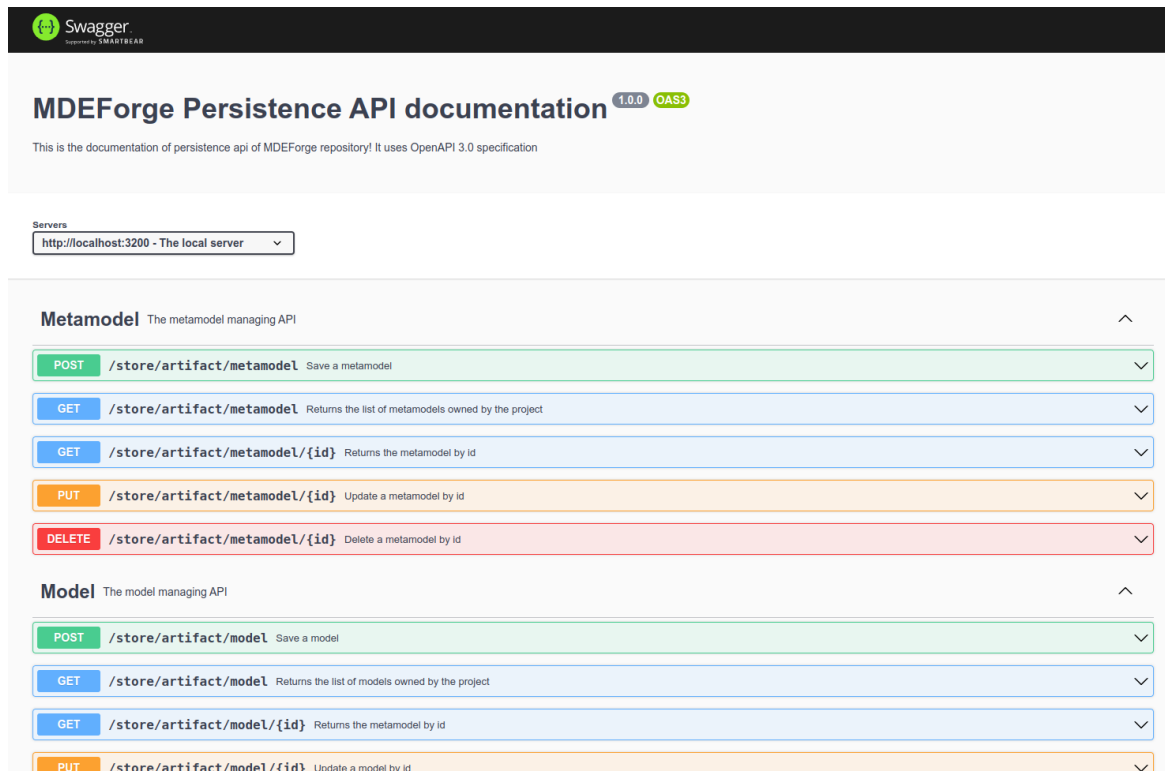 {··} Swagger.
Supported by SMARTBEAR
MDEForge Persistence API documentation 1.0.0 OAS3
This is the documentation of persistence api of MDEForge repository! It uses OpenAPI 3.0 specification
Servers
http://localhost:3200 - The local server
Metamodel The metamodel managing API
POST /store/artifact/metamodel Save a metamodel
GET /store/artifact/metamodel Returns the list of metamodels owned by the project
GET /store/artifact/metamodel/{id} Returns the metamodel by id
PUT /store/artifact/metamodel/{id} Update a metamodel by id
DELETE /store/artifact/metamodel/{id} Delete a metamodel by id
Model The model managing API
POST /store/artifact/model Save a model
GET /store/artifact/model Returns the list of models owned by the project
GET /store/artifact/model/{id} Returns the metamodel by id
PUT /store/artifact/model/{id} Update a model by id